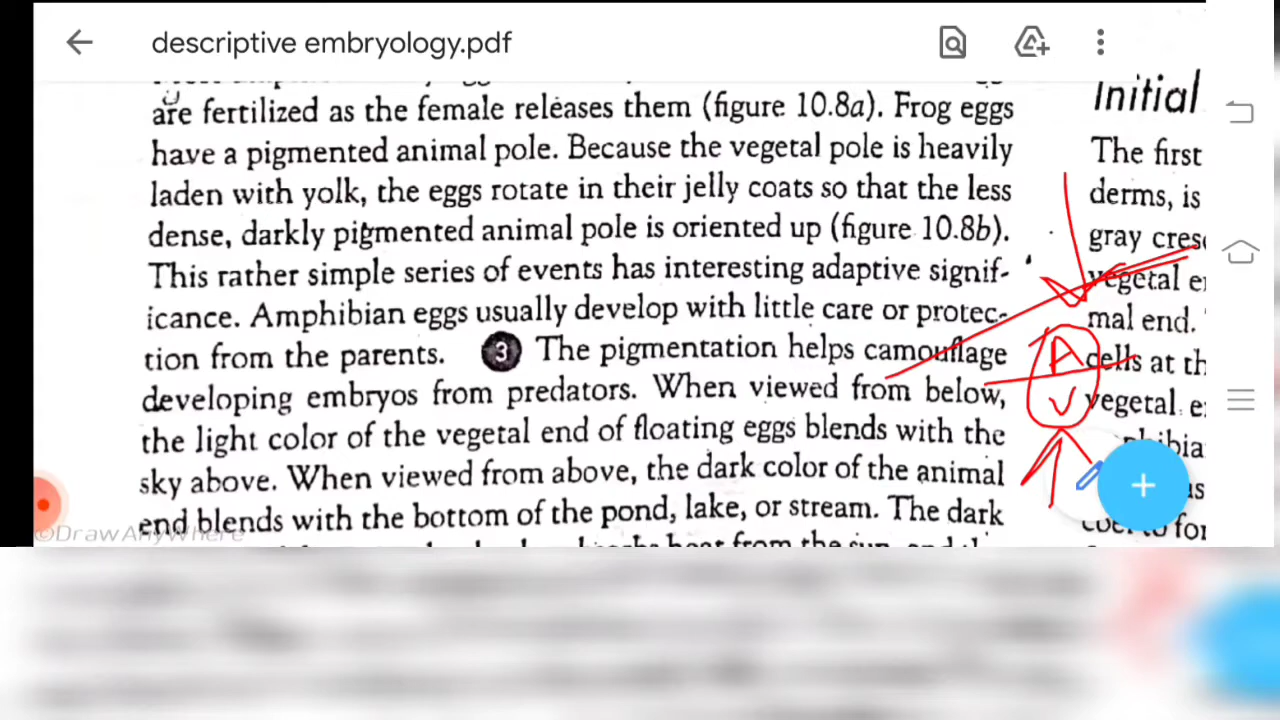 descriptive embryology.pdf
are fertilized as the female releases them (figure 10.8a). Frog eggs
have a pigmented animal pole. Because the vegetal pole is heavily
laden with yolk, the eggs rotate in their jelly coats so that the less
dense, darkly pigmented animal pole is oriented up (figure 10.8b).
This rather simple series of events has interesting adaptive signif-
icance. Amphibian eggs usually develop with little care or protec-
tion from the parents. 3 The pigmentation helps camouflage
developing embryos from predators. When viewed from below,
the light color of the vegetal end of floating eggs blends with the
sky above. When viewed from above, the dark color of the animal
end blends with the bottom of the pond, lake, or stream. The dark
from the sun, and
Initial
The first
derms, is
gray cres
vegetal
mal end.
cells at th
vegetal
for
A
V
©DrawAnyWhere